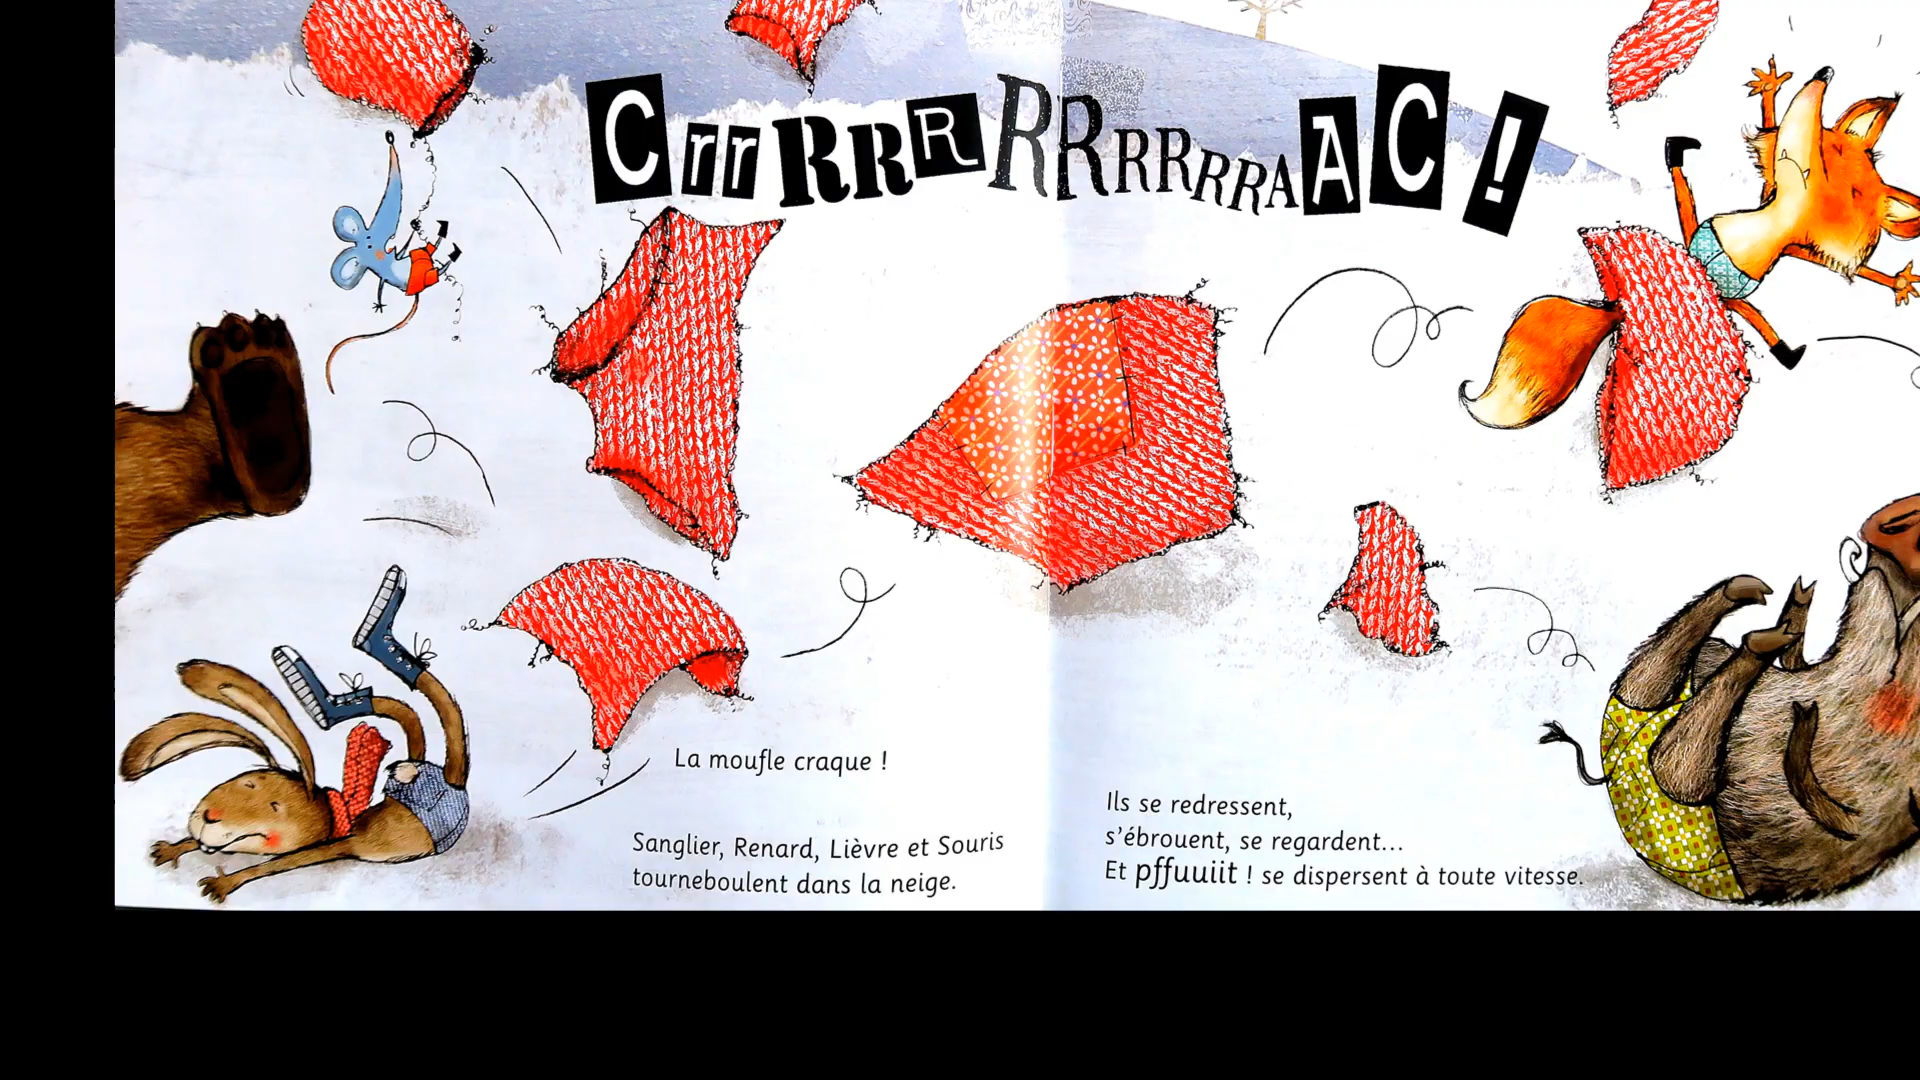 CrrRRRRRRRRRRAAC!
La moufle craque !
Sanglier, Renard, Lièvre et Souris
tourneboulent dans la neige.
Ils se redressent,
s'ébrouent, se regardent...
Et pffuuiit ! se dispersent à toute vitesse.